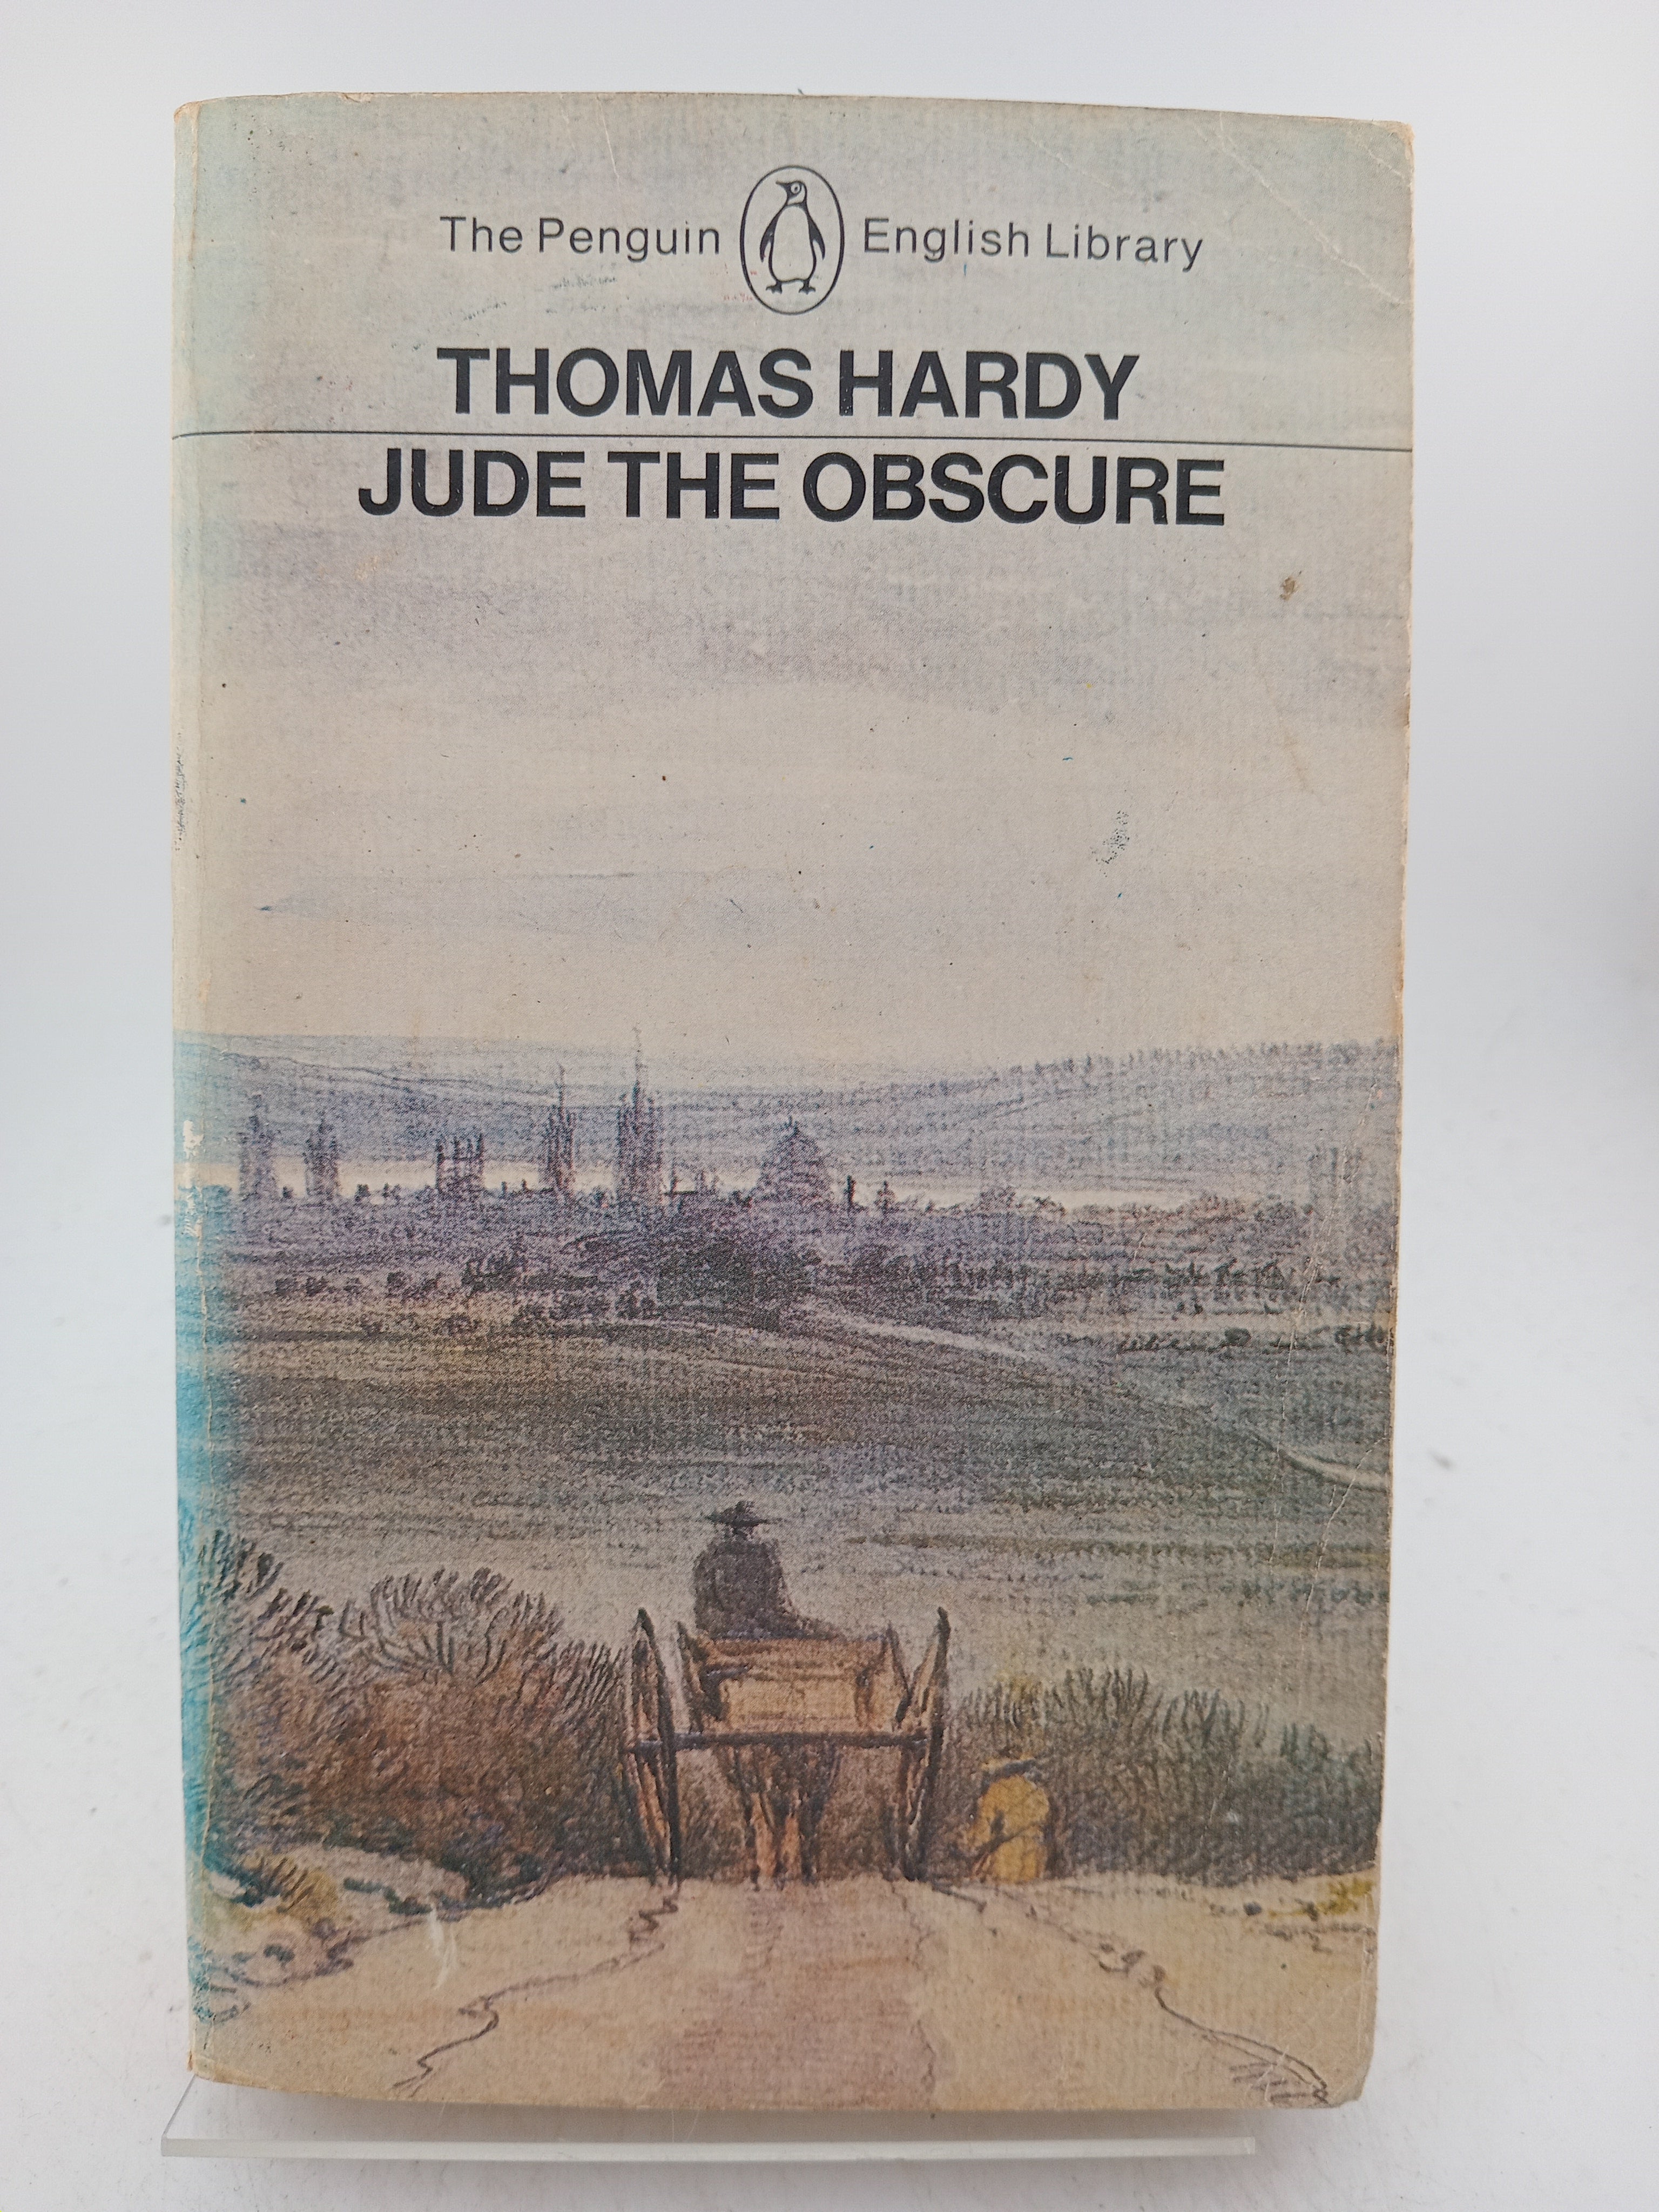 The Penguin English Library
THOMAS HARDY
JUDE THE OBSCURE